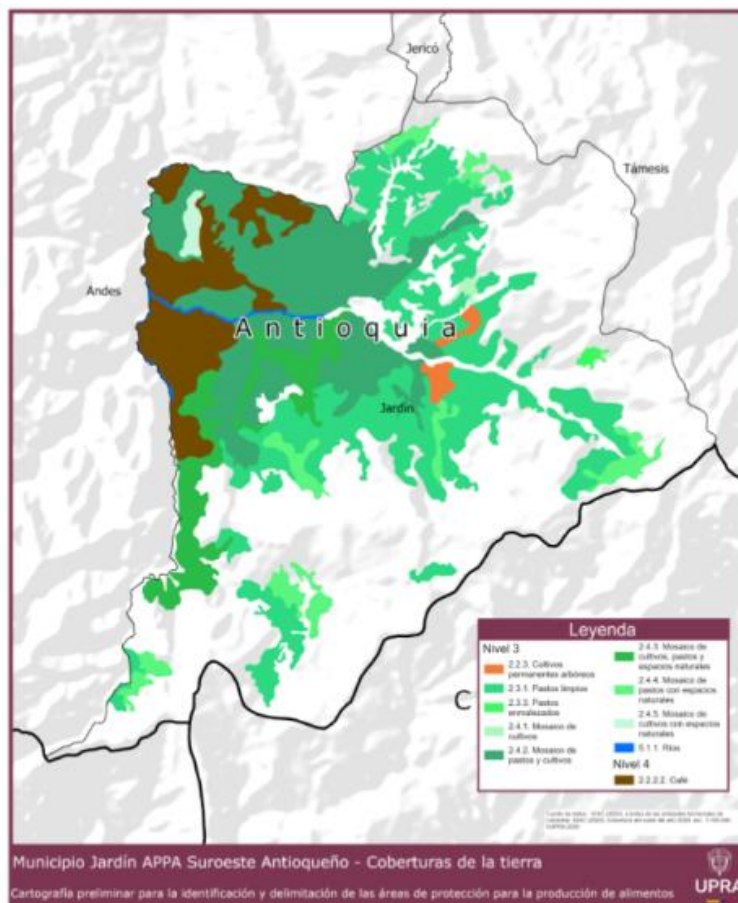 Jericó
Támesis
Andes
Antioquia
Jardín
C
Leyenda
Nivel 3
2.2.3. Cultivos
permanentes arbóreos
2.3.1. Pastos limpios
2.3.3. Pastos
enmalezados
2.4.1. Mosaico de
cultivos
2.4.2. Mosaico de
pastos y cultivos
2.4.3. Mosaico de
cultivos, pastos y
espacios naturales
2.4.4. Mosaico de
pastos con espacios
naturales
2.4.5. Mosaico de
cultivos con espacios
naturales
5.1.1. Ríos
Nivel 4
2.2.2.2. Café
Municipio Jardín APPA Suroeste Antioqueño - Coberturas de la tierra
Cartografía preliminar para la identificación y delimitación de las áreas de protección para la producción de alimentos
UPRA